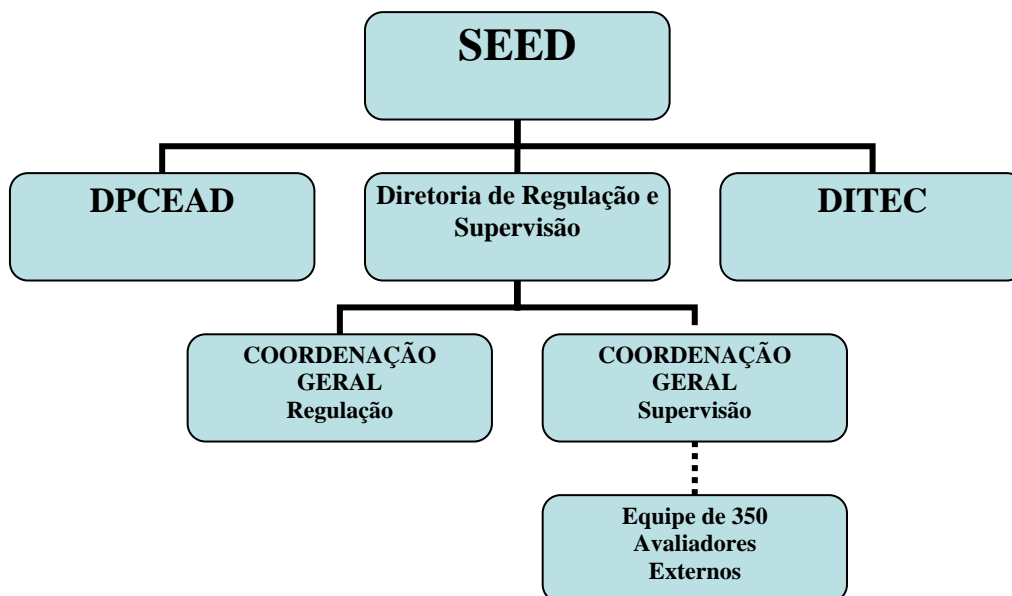 SEED
DPCEAD
Diretoria de Regulação e
Supervisão
DITEC
COORDENAÇÃO
GERAL
Regulação
COORDENAÇÃO
GERAL
Supervisão
Equipe de 350
Avaliadores
Externos